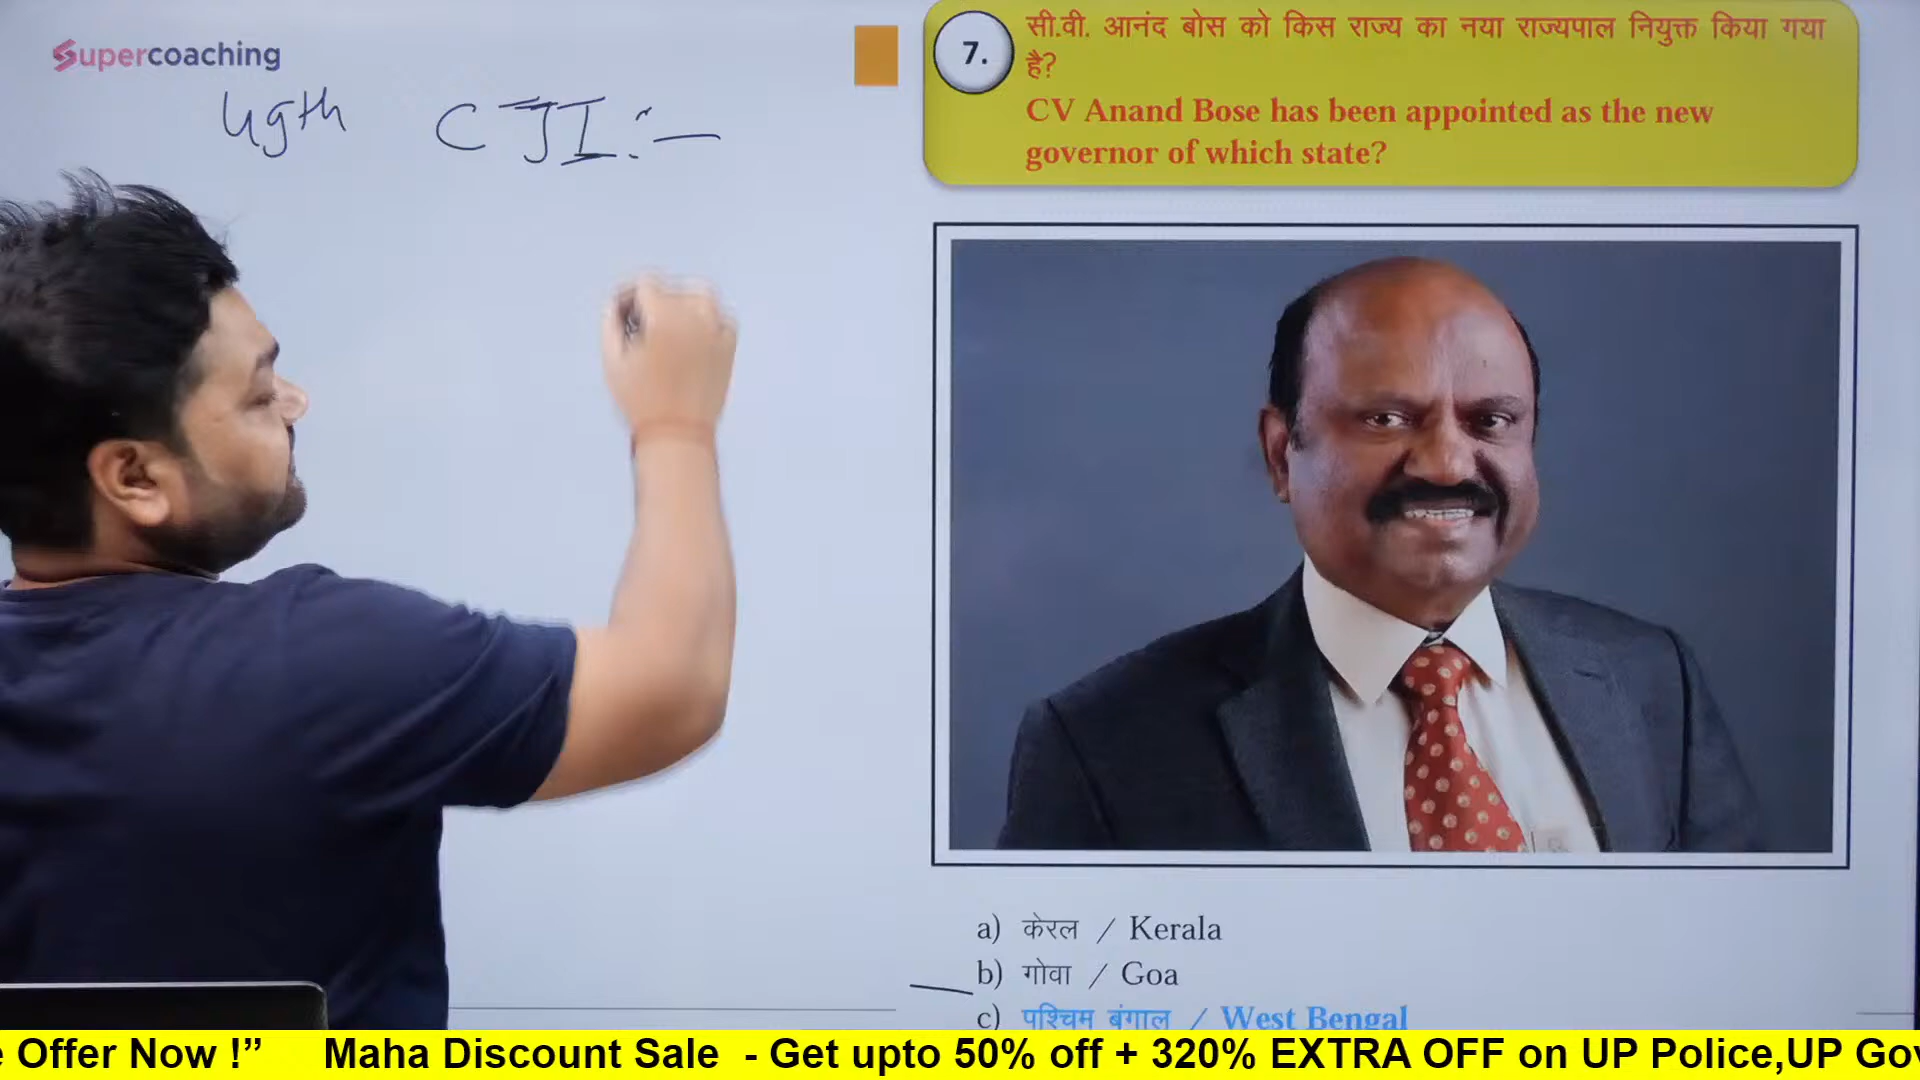 Supercoaching
49th CJI:-
7.
सी.वी. आनंद बोस को किस राज्य का नया राज्यपाल नियुक्त किया गया
है?
CV Anand Bose has been appointed as the new
governor of which state?
a) केरल / Kerala
b) गोवा / Goa
c) पश्चिम बंगाल / West Bengal
e Offer Now !” Maha Discount Sale - Get upto 50% off + 320% EXTRA OFF on UP Police,UP Gov